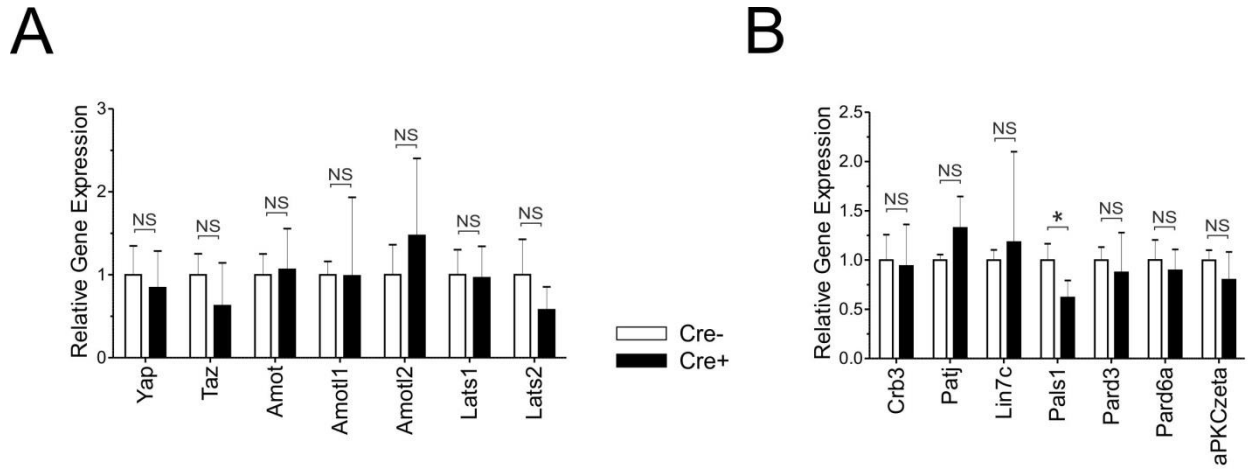 A
Relative Gene Expression
3
2
1
0
NS
NS
NS
NS
NS
NS
NS
Yap
Taz
Amot
Amotl1
Amotl2
Lats1
Lats2
Cre-
Cre+
B
Relative Gene Expression
2.5
2.0
1.5
1.0
0.5
0.0
NS
NS
NS
*
NS
NS
NS
Crb3
Patj
Lin7c
Pals1
Pard3
Pard6a
aPKCzeta